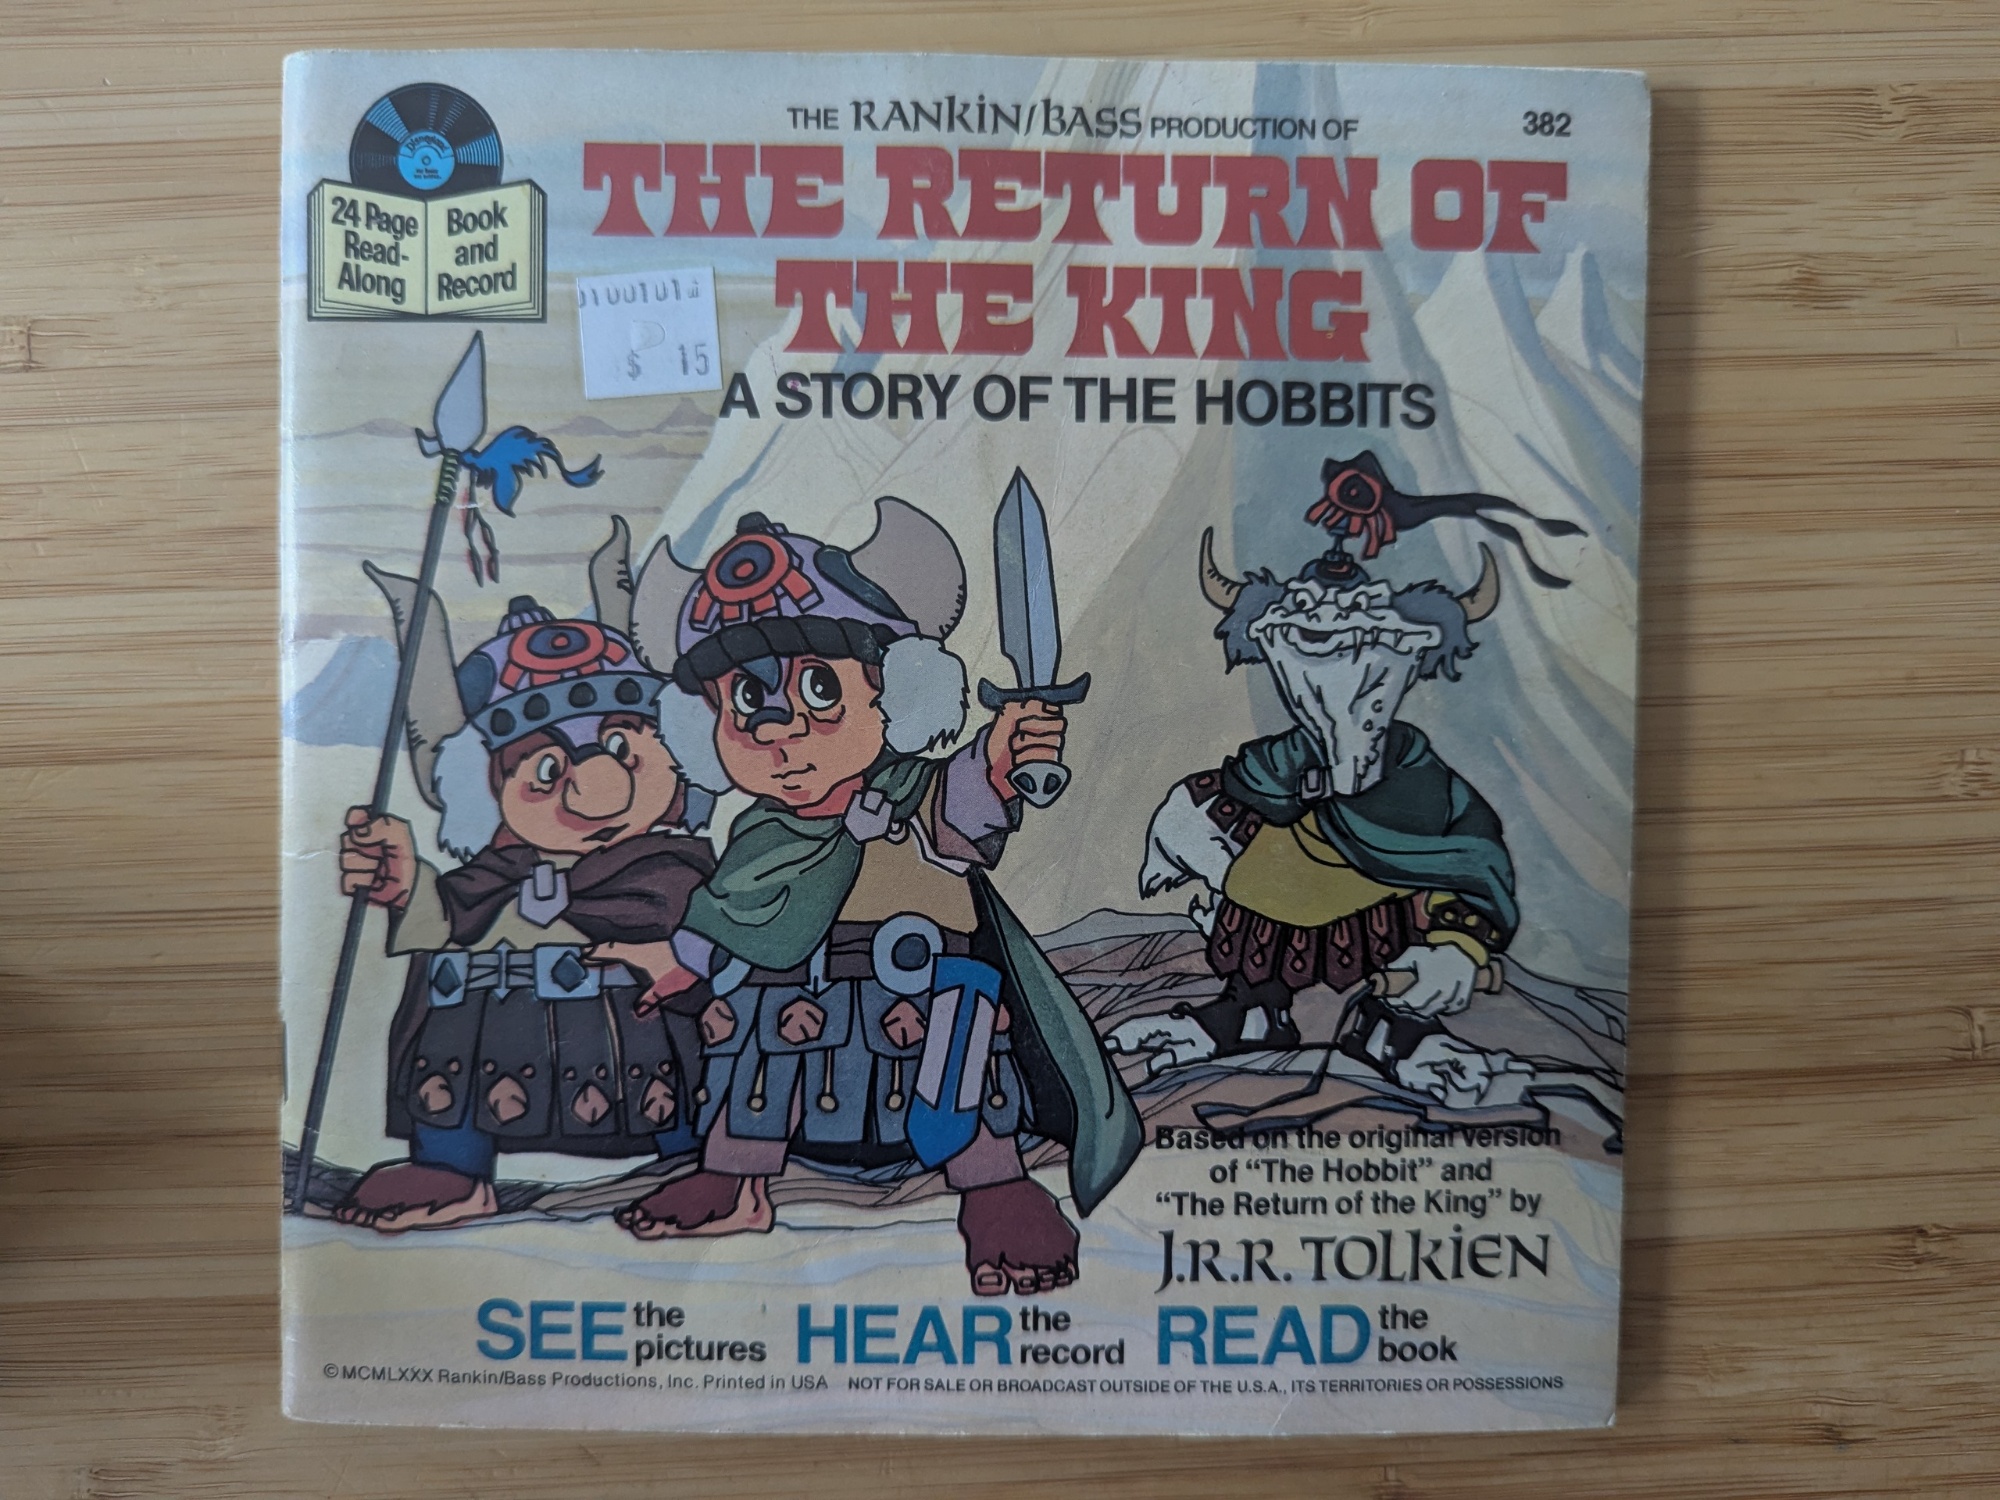 THE RANKIN/BASS PRODUCTION OF
382
THE RETURN OF
THE KING
A STORY OF THE HOBBITS
24 Page
Read-
Along
Book
and
Record
$ 15
Based on the original version
of “The Hobbit” and
“The Return of the King” by
J.R.R. TOLKIEN
SEE the pictures HEAR the record READ the book
©MCMLXXX Rankin/Bass Productions, Inc. Printed in USA NOT FOR SALE OR BROADCAST OUTSIDE OF THE U.S.A., ITS TERRITORIES OR POSSESSIONS